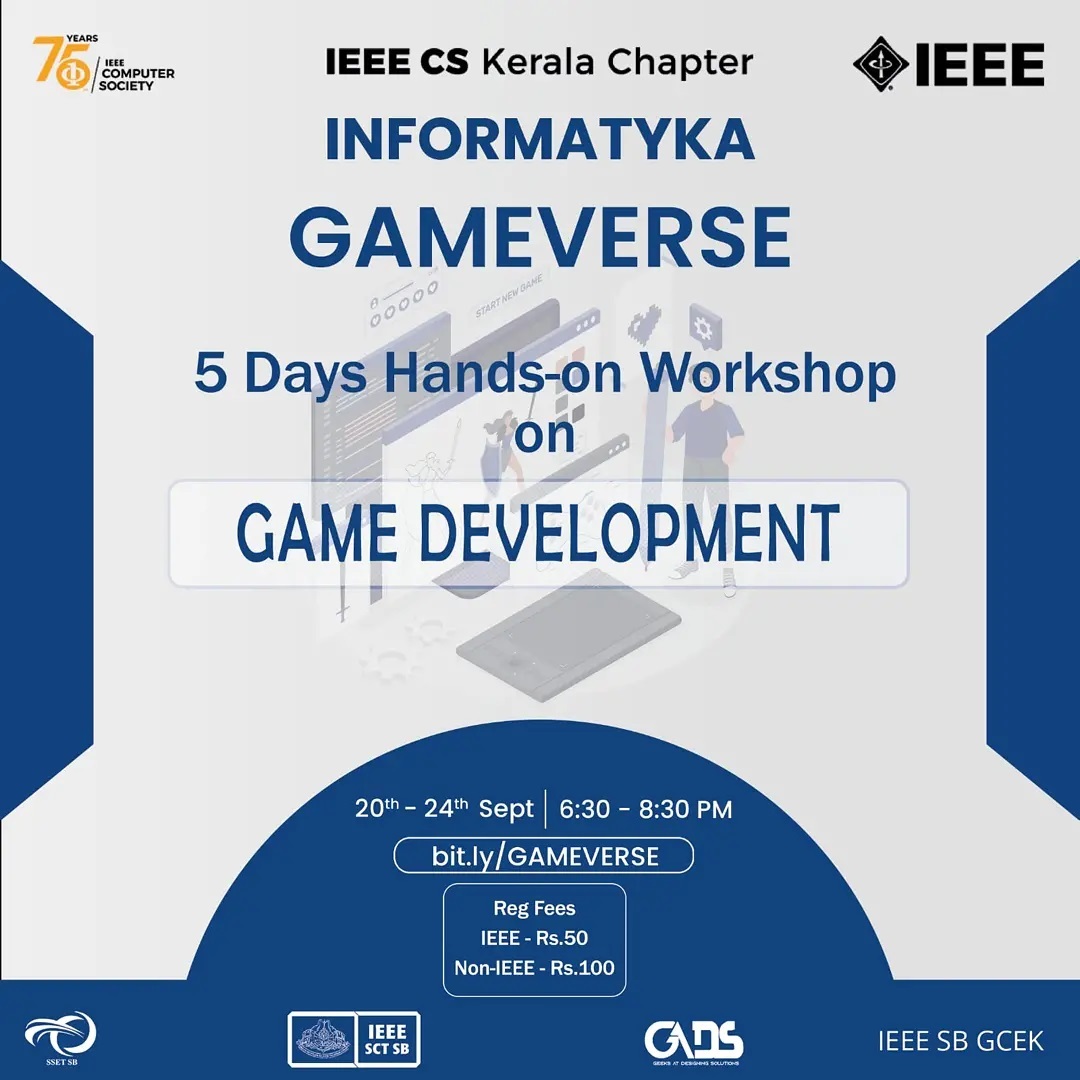 75 YEARS
IEEE
COMPUTER
SOCIETY
IEEE CS Kerala Chapter
IEEE
INFORMATYKA
GAMEVERSE
START NEW GAME
5 Days Hands-on Workshop
on
GAME DEVELOPMENT
20th - 24th Sept | 6:30 - 8:30 PM
bit.ly/GAMEVERSE
Reg Fees
IEEE - Rs.50
Non-IEEE - Rs.100
SSET SB
IEEE
SCT SB
GADS
GEEKS AT DESIGNING SOLUTIONS
IEEE SB GCEK